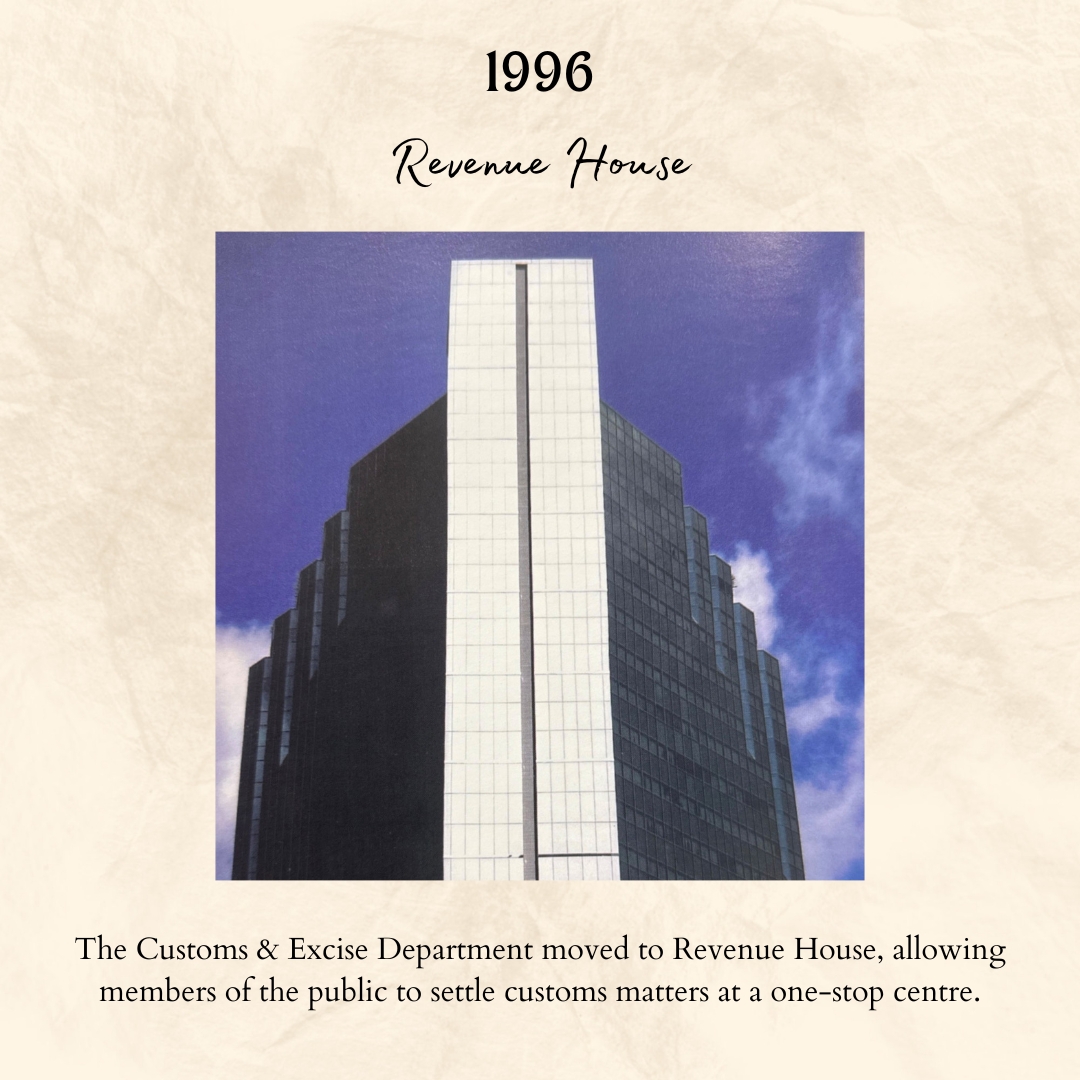 1996
Revenue House
The Customs & Excise Department moved to Revenue House, allowing
members of the public to settle customs matters at a one-stop centre.